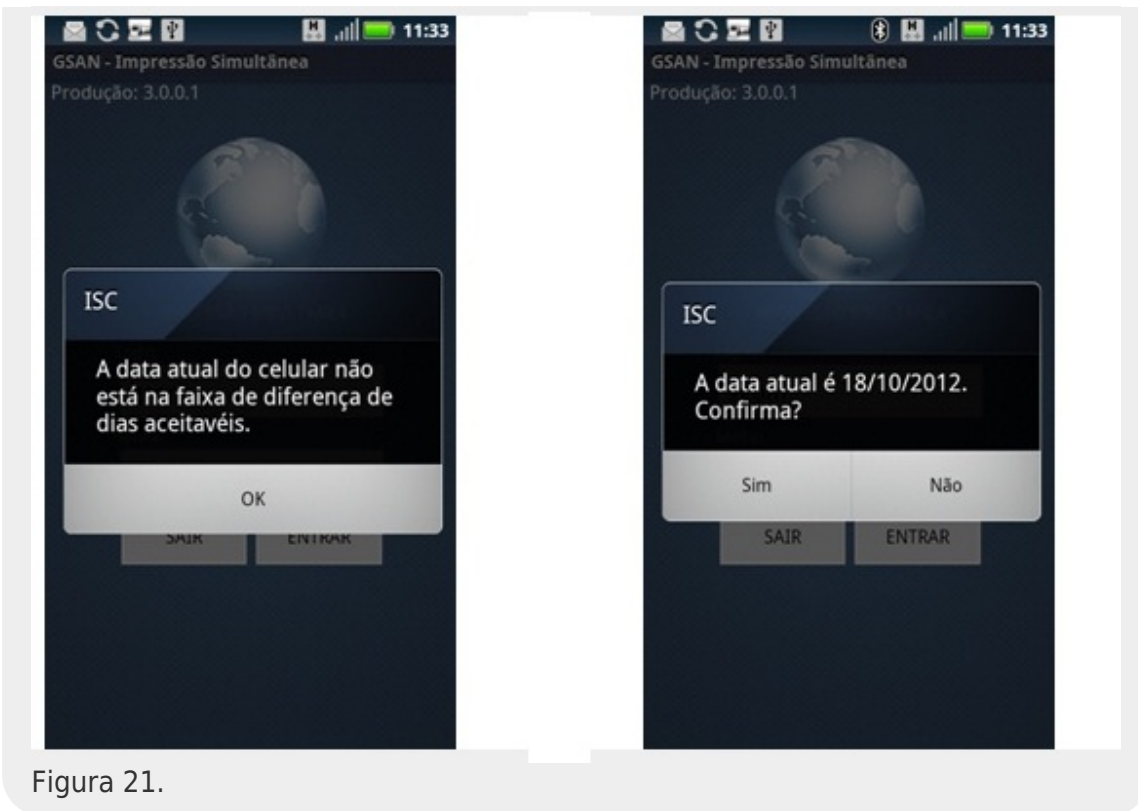 11:33
GSAN - Impressão Simultânea
Produção: 3.0.0.1
ISC
A data atual do celular não
está na faixa de diferença de
dias aceitavéis.
OK
SAIR ENTRAR
H 11:33
GSAN - Impressão Simultânea
Produção: 3.0.0.1
ISC
A data atual é 18/10/2012.
Confirma?
Sim Não
SAIR ENTRAR
Figura 21.